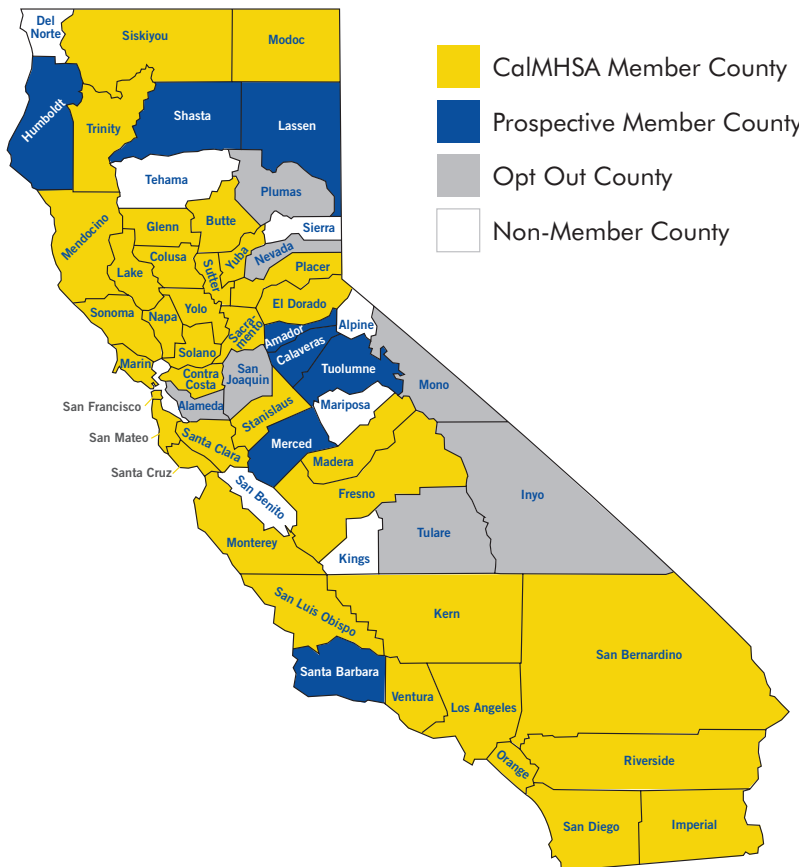 Del
Norte
Siskiyou
Modoc
CalMHSA Member County
Humboldt
Trinity
Shasta
Lassen
Prospective Member County
Tehama
Plumas
Opt Out County
Mendocino
Glenn
Butte
Sierra
Non-Member County
Colusa
Lake
Sutter
Yuba
Nevada
Placer
Sonoma
Napa
Yolo
El Dorado
Sacra-
mento
Alpine
Amador
Solano
Calaveras
Marin
Contra
Costa
San
Joaquin
Tuolumne
Mono
San Francisco
Alameda
Stanislaus
Mariposa
San Mateo
Santa Clara
Merced
Santa Cruz
Madera
San Benito
Fresno
Inyo
Monterey
Kings
Tulare
San Luis Obispo
Kern
San Bernardino
Santa Barbara
Ventura
Los Angeles
Orange
Riverside
San Diego
Imperial